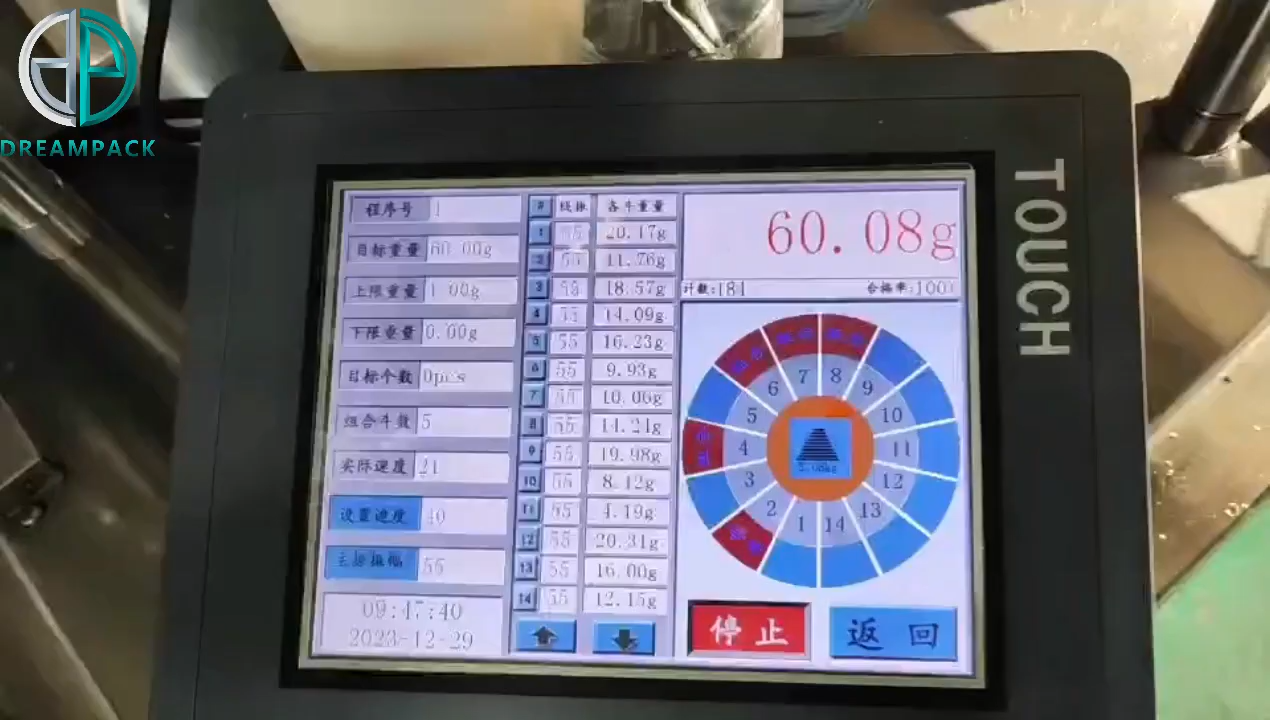 DREAMPACK
TOUCH
程序号 1
目标重量 60.00g
上限重量 1.00g
下限重量 0.00g
目标个数 0pcs
组合斗数 5
实际速度 21
设置速度 40
主振振幅 55
09:47:40
2023-12-29
线振 各斗重量
1 55 20.17g
2 55 11.76g
3 55 18.57g
4 55 14.09g
5 55 16.23g
6 55 9.93g
7 55 10.06g
8 55 14.21g
9 55 19.98g
10 55 8.12g
11 55 4.19g
12 55 20.31g
13 55 16.00g
14 55 12.15g
60.08g
计数:181 合格率:100
1
2
3
4
5
6
7
8
9
10
11
12
13
14
停止 返回